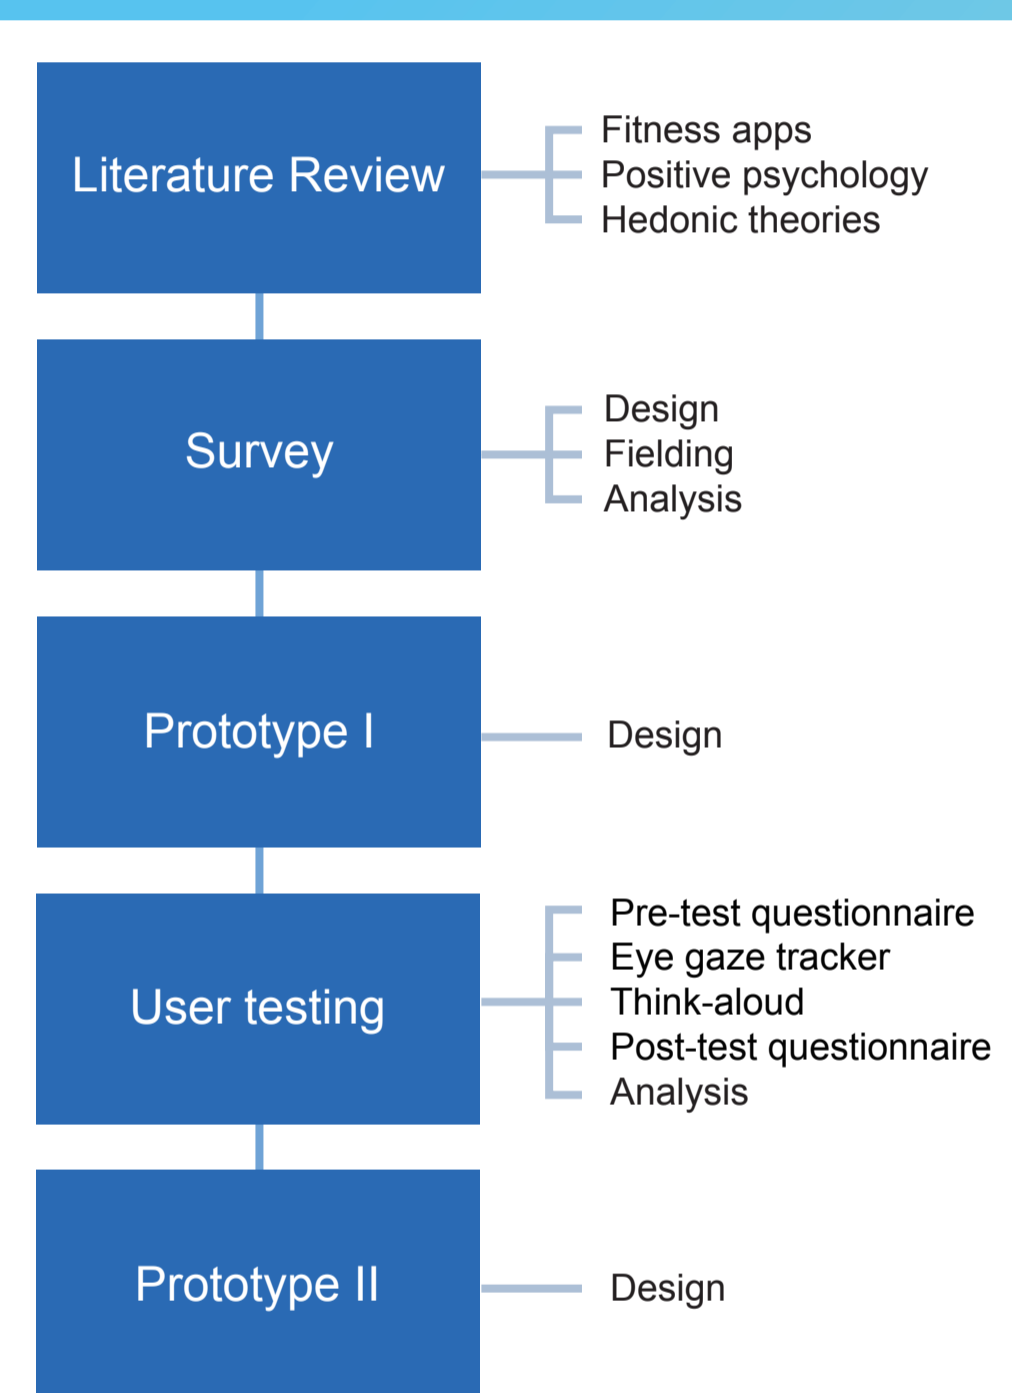 Literature Review
Fitness apps
Positive psychology
Hedonic theories
Survey
Design
Fielding
Analysis
Prototype I
Design
User testing
Pre-test questionnaire
Eye gaze tracker
Think-aloud
Post-test questionnaire
Analysis
Prototype II
Design